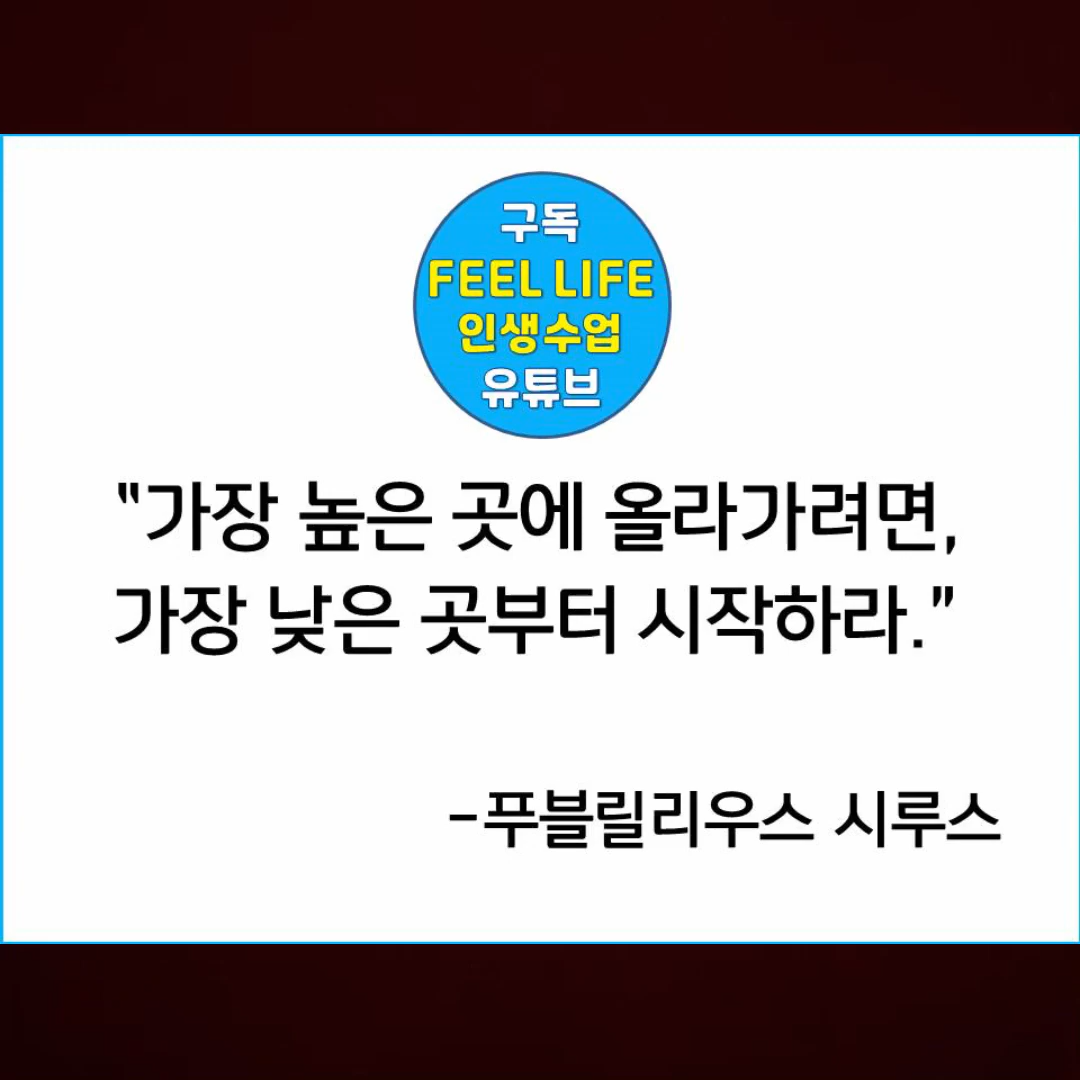 구독
FEEL LIFE
인생수업
유튜브
“가장 높은 곳에 올라가려면,
가장 낮은 곳부터 시작하라.”
-푸블릴리우스 시루스